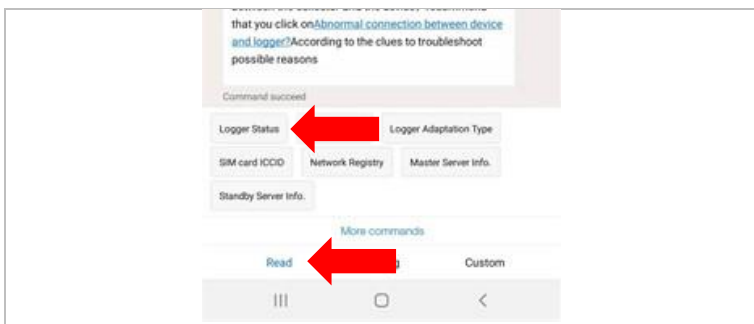 that you click onAbnormal connection between device
and logger?According to the clues to troubleshoot
possible reasons
Command succeed
Logger Status Logger Adaptation Type
SIM card ICCID Network Registry Master Server Info.
Standby Server Info.
More commands
Read Custom